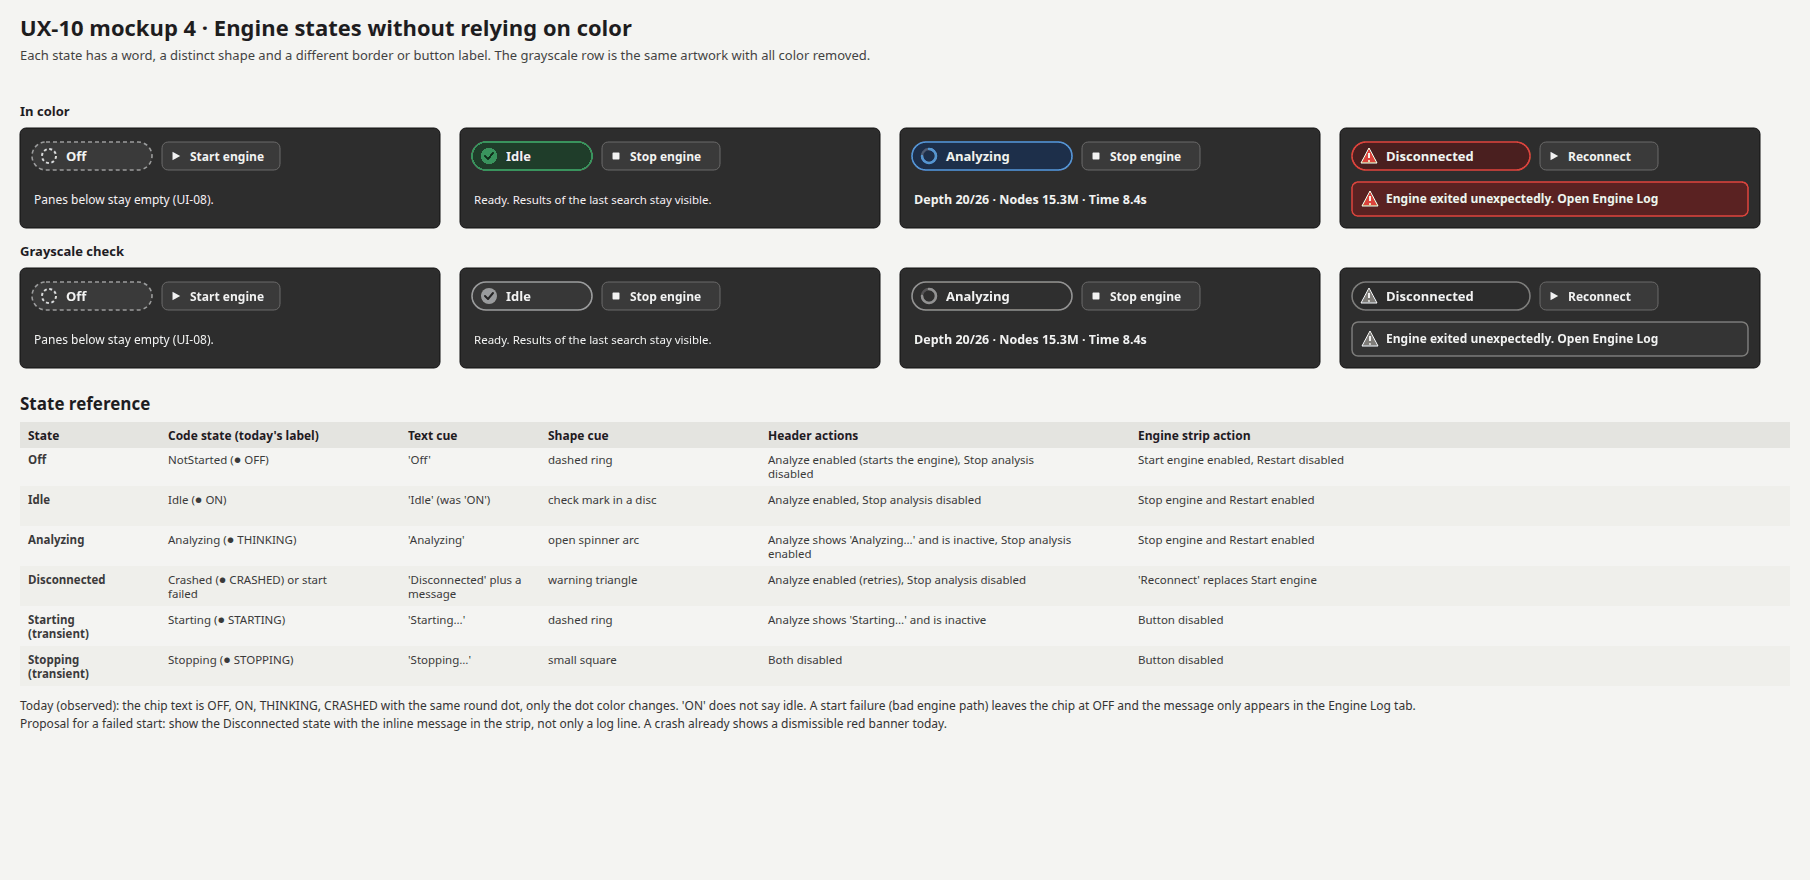 UX-10 mockup 4 · Engine states without relying on color
Each state has a word, a distinct shape and a different border or button label. The grayscale row is the same artwork with all color removed.
In color
Off
Start engine
Panes below stay empty (UI-08).
Idle
Stop engine
Ready. Results of the last search stay visible.
Analyzing
Stop engine
Depth 20/26 · Nodes 15.3M · Time 8.4s
Disconnected
Reconnect
Engine exited unexpectedly. Open Engine Log
Grayscale check
Off
Start engine
Panes below stay empty (UI-08).
Idle
Stop engine
Ready. Results of the last search stay visible.
Analyzing
Stop engine
Depth 20/26 · Nodes 15.3M · Time 8.4s
Disconnected
Reconnect
Engine exited unexpectedly. Open Engine Log
State reference
State Code state (today's label) Text cue Shape cue Header actions Engine strip action
Off NotStarted (● OFF) 'Off' dashed ring Analyze enabled (starts the engine), Stop analysis Start engine enabled, Restart disabled
disabled
Idle Idle (● ON) 'Idle' (was 'ON') check mark in a disc Analyze enabled, Stop analysis disabled Stop engine and Restart enabled
Analyzing Analyzing (● THINKING) 'Analyzing' open spinner arc Analyze shows 'Analyzing...' and is inactive, Stop analysis Stop engine and Restart enabled
enabled
Disconnected Crashed (● CRASHED) or start 'Disconnected' plus a warning triangle Analyze enabled (retries), Stop analysis disabled 'Reconnect' replaces Start engine
failed message
Starting Starting (● STARTING) 'Starting...' dashed ring Analyze shows 'Starting...' and is inactive Button disabled
(transient)
Stopping Stopping (● STOPPING) 'Stopping...' small square Both disabled Button disabled
(transient)
Today (observed): the chip text is OFF, ON, THINKING, CRASHED with the same round dot, only the dot color changes. 'ON' does not say idle. A start failure (bad engine path) leaves the chip at OFF and the message only appears in the Engine Log tab.
Proposal for a failed start: show the Disconnected state with the inline message in the strip, not only a log line. A crash already shows a dismissible red banner today.